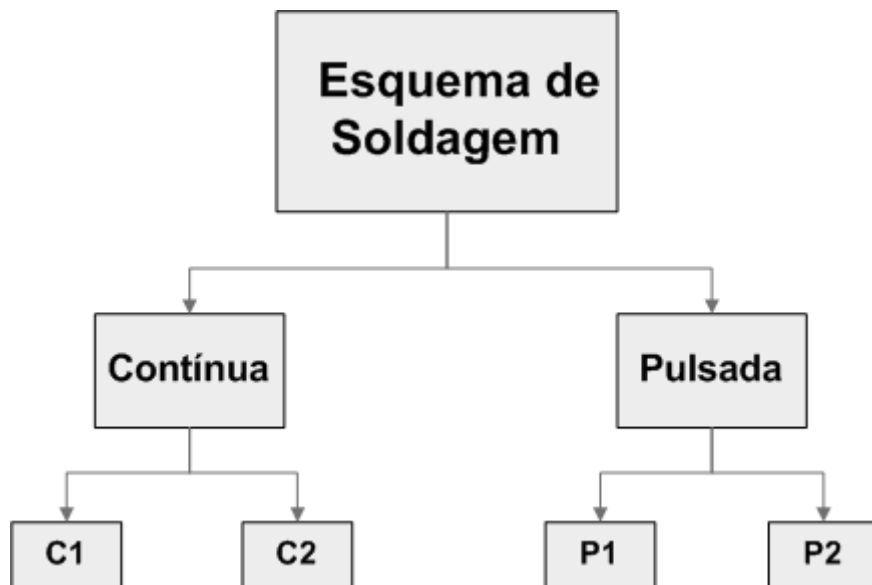 Esquema de
Soldagem
Contínua
Pulsada
C1
C2
P1
P2